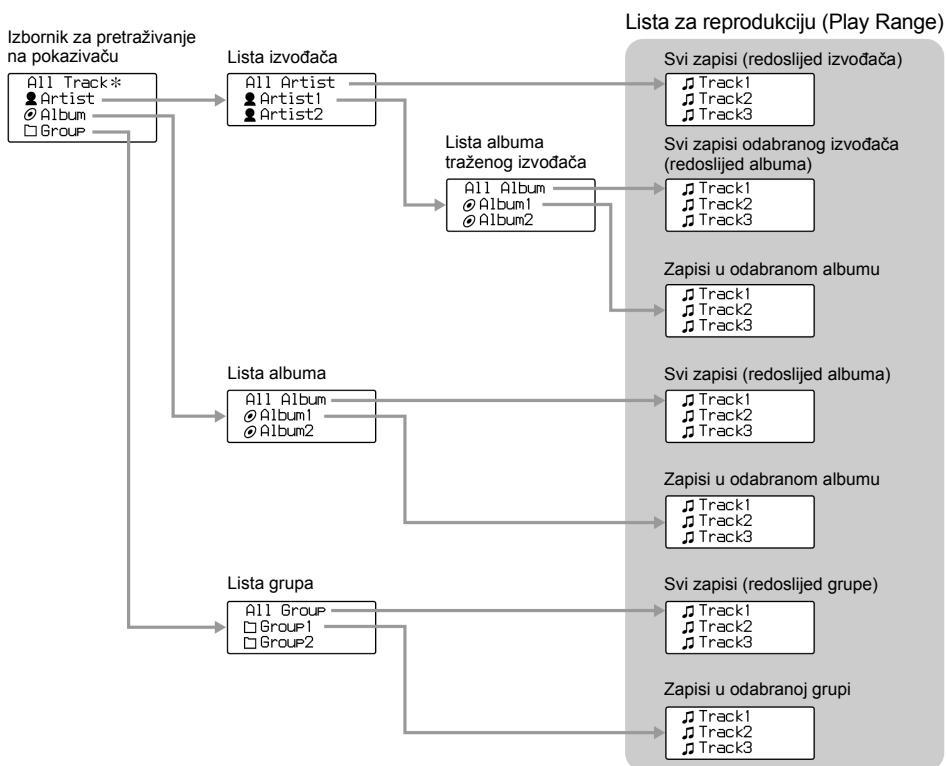 Lista za reprodukciju (Play Range)
Izbornik za pretraživanje
na pokazivaču
All Track*
Artist
Album
Group
Lista izvođača
All Artist
Artist1
Artist2
Svi zapisi (redoslijed izvođača)
Track1
Track2
Track3
Lista albuma
traženog izvođača
All Album
Album1
Album2
Svi zapisi odabranog izvođača
(redoslijed albuma)
Track1
Track2
Track3
Zapisi u odabranom albumu
Track1
Track2
Track3
Lista albuma
All Album
Album1
Album2
Svi zapisi (redoslijed albuma)
Track1
Track2
Track3
Zapisi u odabranom albumu
Track1
Track2
Track3
Lista grupa
All Group
Group1
Group2
Svi zapisi (redoslijed grupe)
Track1
Track2
Track3
Zapisi u odabranoj grupi
Track1
Track2
Track3